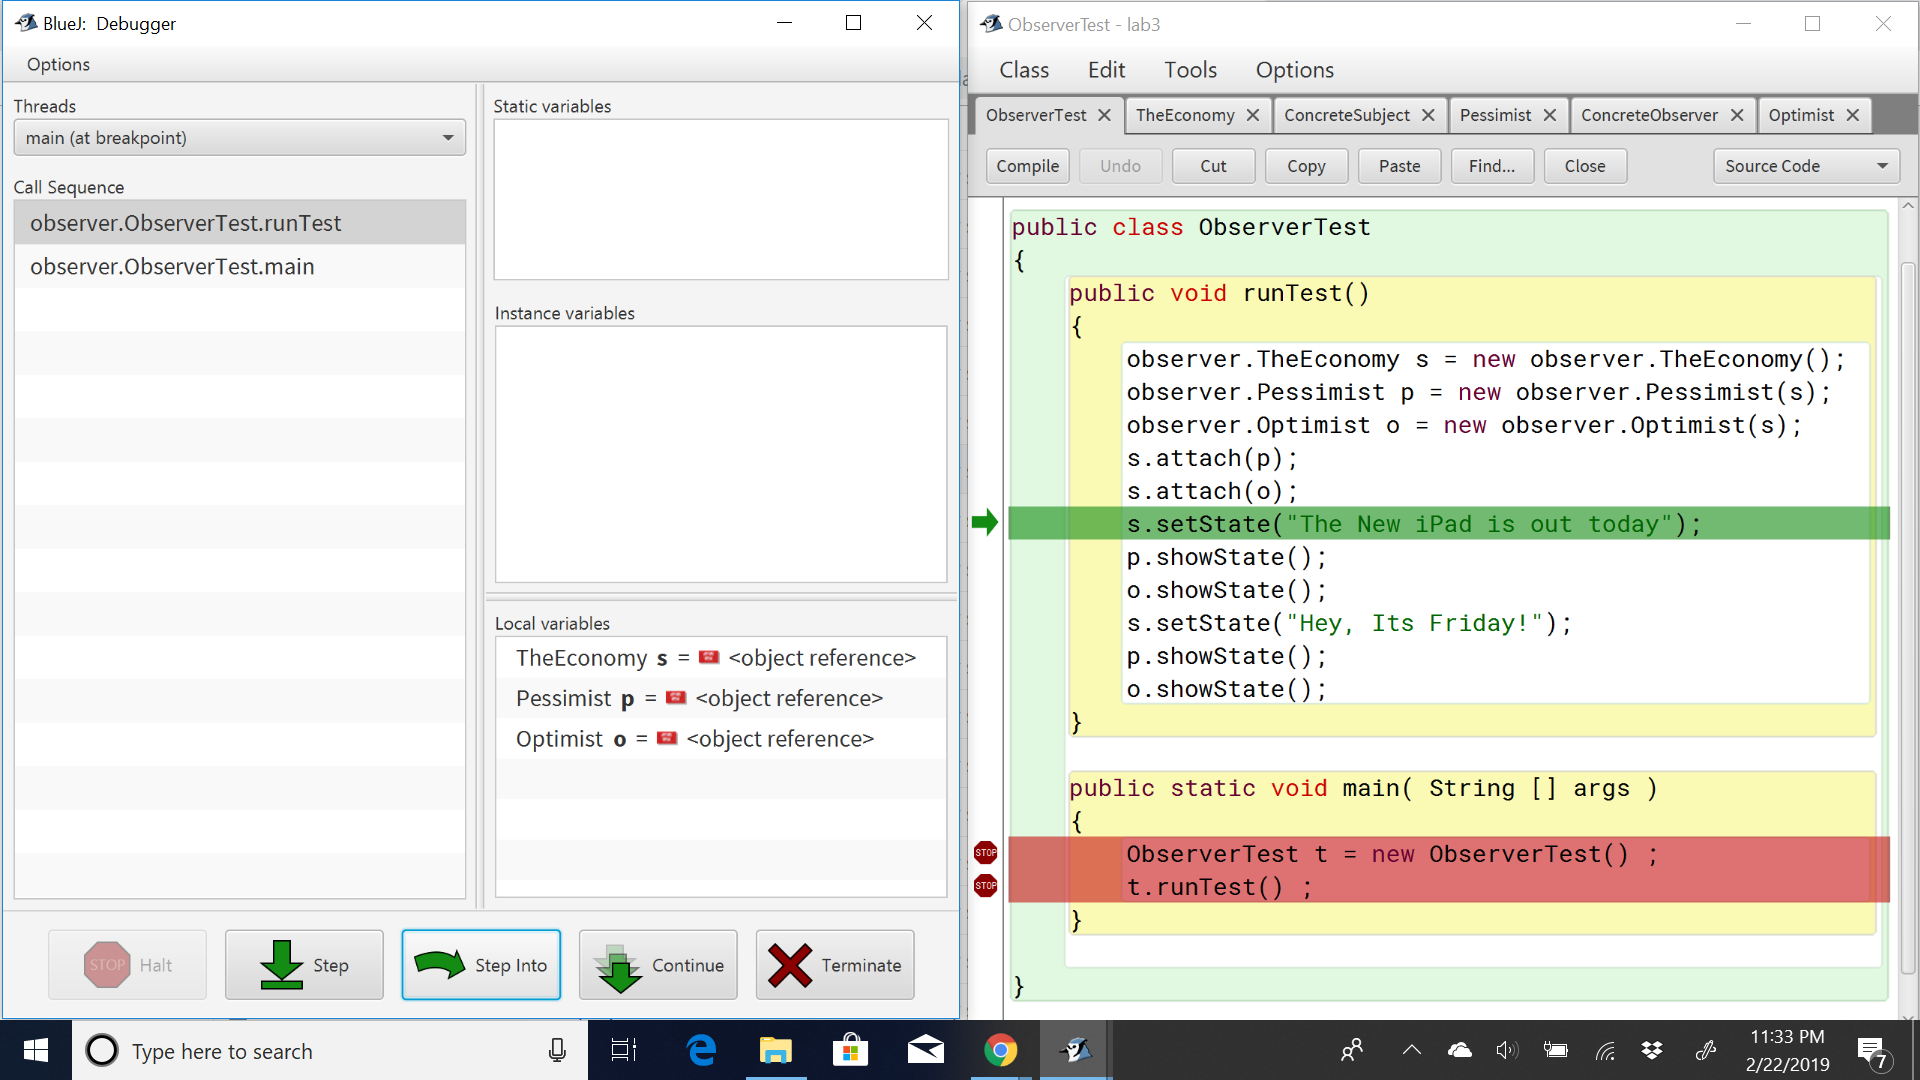 BlueJ: Debugger
Options
Threads
main (at breakpoint)
Call Sequence
observer.ObserverTest.runTest
observer.ObserverTest.main
Static variables
Instance variables
Local variables
TheEconomy s = <object reference>
Pessimist p = <object reference>
Optimist o = <object reference>
STOP Halt
Step
Step Into
Continue
Terminate
ObserverTest - lab3
Class Edit Tools Options
ObserverTest TheEconomy ConcreteSubject Pessimist ConcreteObserver Optimist
Compile Undo Cut Copy Paste Find... Close Source Code
public class ObserverTest
{
public void runTest()
{
observer.TheEconomy s = new observer.TheEconomy();
observer.Pessimist p = new observer.Pessimist(s);
observer.Optimist o = new observer.Optimist(s);
s.attach(p);
s.attach(o);
s.setState("The New iPad is out today");
p.showState();
o.showState();
s.setState("Hey, Its Friday!");
p.showState();
o.showState();
}
public static void main( String [] args )
{
STOP ObserverTest t = new ObserverTest() ;
STOP t.runTest() ;
}
}
Type here to search
11:33 PM
2/22/2019
7